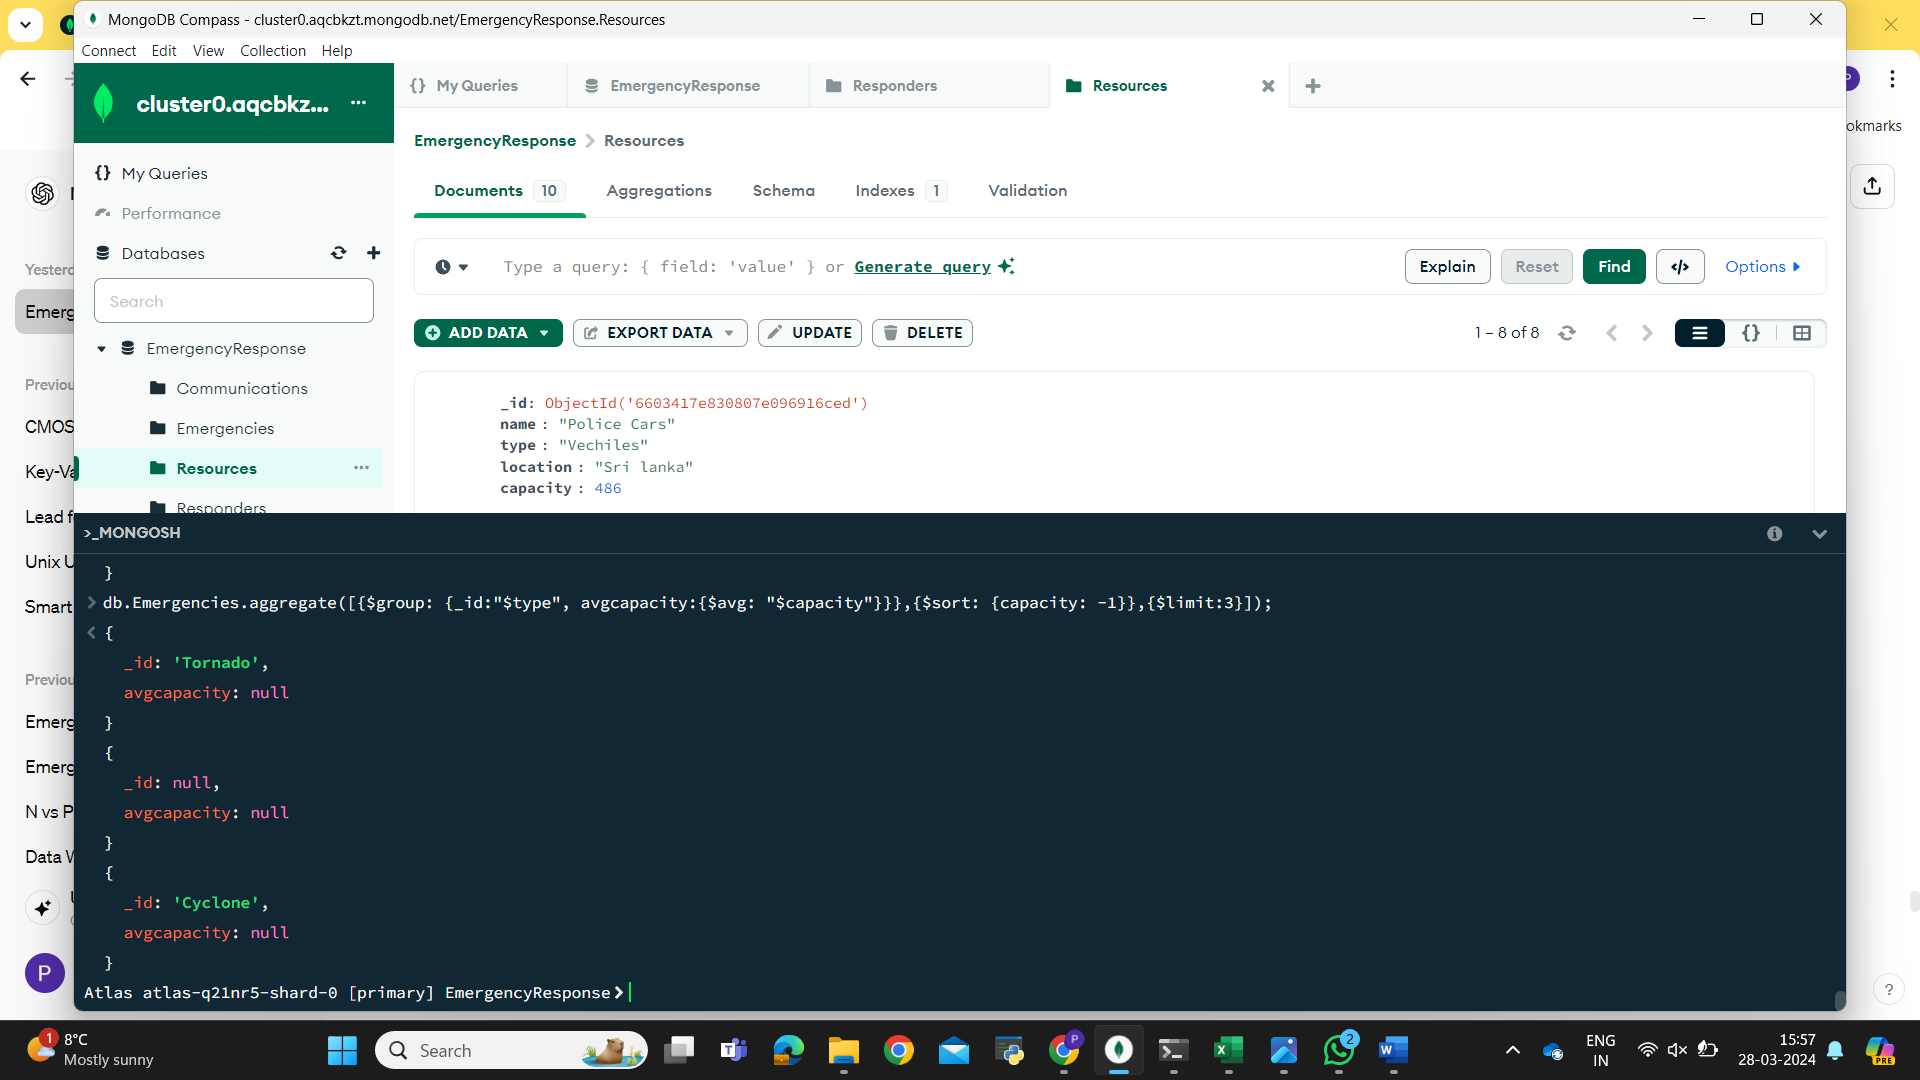 MongoDB Compass - cluster0.aqcbkzt.mongodb.net/EmergencyResponse.Resources
Connect Edit View Collection Help
cluster0.aqcbkz... ···
My Queries
EmergencyResponse
Responders
Resources
okmarks
EmergencyResponse > Resources
{} My Queries
Performance
Databases
Search
EmergencyResponse
Communications
Emergencies
Resources ···
Responders
Documents 10 Aggregations Schema Indexes 1 Validation
Type a query: { field: 'value' } or Generate query
Explain Reset Find </> Options
ADD DATA EXPORT DATA UPDATE DELETE
1 – 8 of 8
_id: ObjectId('6603417e830807e096916ced')
name : "Police Cars"
type : "Vechiles"
location : "Sri lanka"
capacity : 486
Emerg
CMOS
Key-Va
Lead f
Unix U
Smart
Previou
Emerg
Emerg
N vs P
Data W
P
>_MONGOSH
}
> db.Emergencies.aggregate([{$group: {_id:"$type", avgcapacity:{$avg: "$capacity"}}},{$sort: {capacity: -1}},{$limit:3}]);
< {
_id: 'Tornado',
avgcapacity: null
}
{
_id: null,
avgcapacity: null
}
{
_id: 'Cyclone',
avgcapacity: null
}
Atlas atlas-q21nr5-shard-0 [primary] EmergencyResponse>
?
1
8°C
Mostly sunny
Search
P
2
PRE
ENG
IN
15:57
28-03-2024